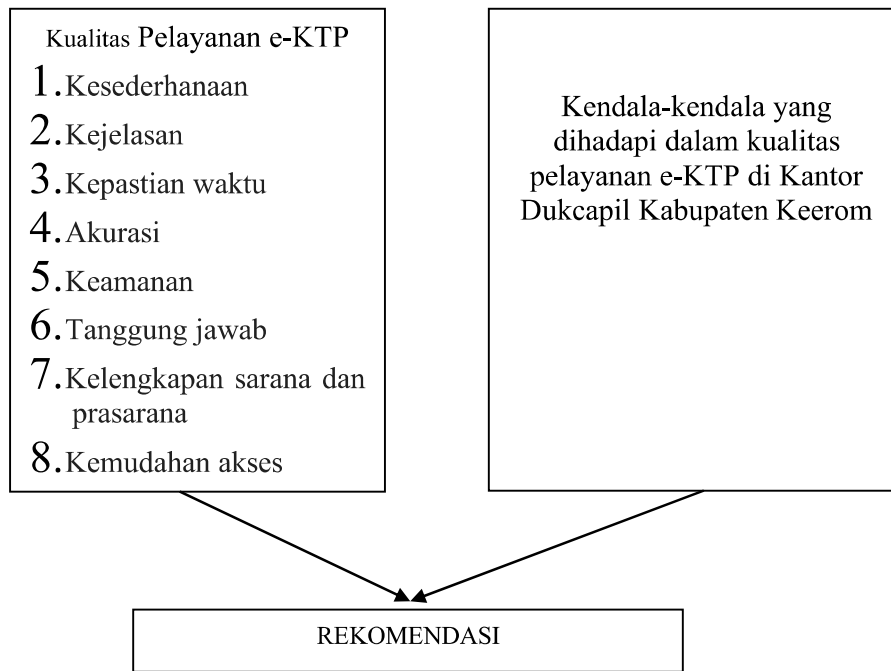 Kualitas Pelayanan e-KTP
1.Kesederhanaan
2.Kejelasan
3.Kepastian waktu
4.Akurasi
5.Keamanan
6.Tanggung jawab
7.Kelengkapan sarana dan
prasarana
8.Kemudahan akses
Kendala-kendala yang
dihadapi dalam kualitas
pelayanan e-KTP di Kantor
Dukcapil Kabupaten Keerom
REKOMENDASI